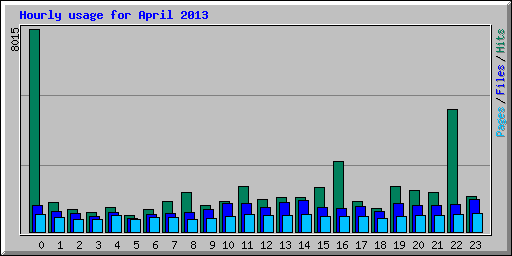 Hourly usage for April 2013
8015
Pages / Files / Hits
0 1 2 3 4 5 6 7 8 9 10 11 12 13 14 15 16 17 18 19 20 21 22 23